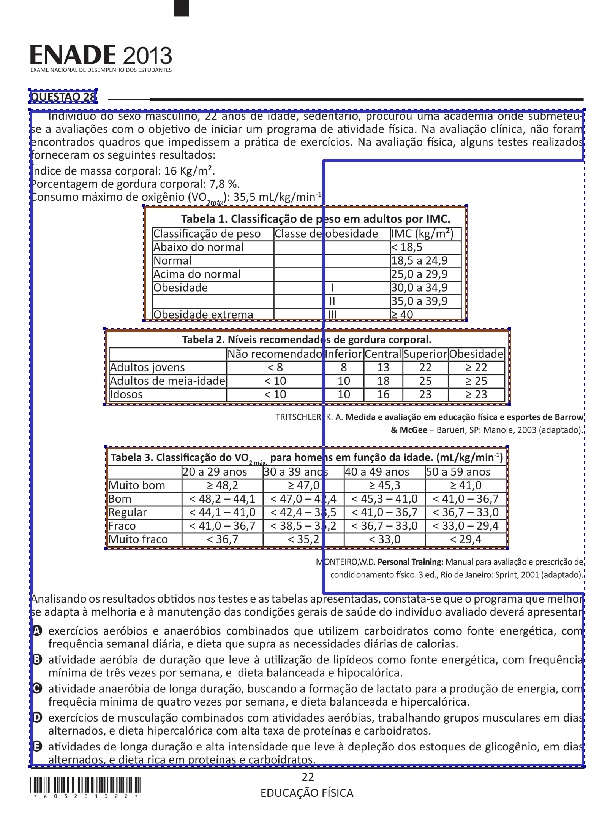 ENADE 2013
EXAME NACIONAL DE DESEMPENHO DOS ESTUDANTES
QUESTÃO 28
Indivíduo do sexo masculino, 22 anos de idade, sedentário, procurou uma academia onde submeteu-
se a avaliações com o objetivo de iniciar um programa de atividade física. Na avaliação clínica, não foram
encontrados quadros que impedissem a prática de exercícios. Na avaliação física, alguns testes realizados
forneceram os seguintes resultados:
Índice de massa corporal: 16 Kg/m².
Porcentagem de gordura corporal: 7,8 %.
Consumo máximo de oxigênio (VO2máx): 35,5 mL/kg/min-1
Tabela 1. Classificação de peso em adultos por IMC.
Classificação de peso Classe de obesidade IMC (kg/m²)
Abaixo do normal < 18,5
Normal 18,5 a 24,9
Acima do normal 25,0 a 29,9
Obesidade I 30,0 a 34,9
II 35,0 a 39,9
Obesidade extrema III ≥ 40
Tabela 2. Níveis recomendados de gordura corporal.
Não recomendado Inferior Central Superior Obesidade
Adultos jovens < 8 8 13 22 ≥ 22
Adultos de meia-idade < 10 10 18 25 ≥ 25
Idosos < 10 10 16 23 ≥ 23
TRITSCHLER, K. A. Medida e avaliação em educação física e esportes de Barrow
& McGee – Barueri, SP: Manole, 2003 (adaptado).
Tabela 3. Classificação do VO2máx para homens em função da idade. (mL/kg/min-1)
20 a 29 anos 30 a 39 anos 40 a 49 anos 50 a 59 anos
Muito bom ≥ 48,2 ≥ 47,0 ≥ 45,3 ≥ 41,0
Bom < 48,2 – 44,1 < 47,0 – 42,4 < 45,3 – 41,0 < 41,0 – 36,7
Regular < 44,1 – 41,0 < 42,4 – 38,5 < 41,0 – 36,7 < 36,7 – 33,0
Fraco < 41,0 – 36,7 < 38,5 – 35,2 < 36,7 – 33,0 < 33,0 – 29,4
Muito fraco < 36,7 < 35,2 < 33,0 < 29,4
MONTEIRO,W.D. Personal Training: Manual para avaliação e prescrição de
condicionamento físico. 3 ed., Rio de Janeiro: Sprint, 2001 (adaptado).
Analisando os resultados obtidos nos testes e as tabelas apresentadas, constata-se que o programa que melhor
se adapta à melhoria e à manutenção das condições gerais de saúde do indivíduo avaliado deverá apresentar
A exercícios aeróbios e anaeróbios combinados que utilizem carboidratos como fonte energética, com
frequência semanal diária, e dieta que supra as necessidades diárias de calorias.
B atividade aeróbia de duração que leve à utilização de lipídeos como fonte energética, com frequência
mínima de três vezes por semana, e dieta balanceada e hipocalórica.
C atividade anaeróbia de longa duração, buscando a formação de lactato para a produção de energia, com
frequêcia mínima de quatro vezes por semana, e dieta balanceada e hipercalórica.
D exercícios de musculação combinados com atividades aeróbias, trabalhando grupos musculares em dias
alternados, e dieta hipercalórica com alta taxa de proteínas e carboidratos.
E atividades de longa duração e alta intensidade que leve à depleção dos estoques de glicogênio, em dias
alternados, e dieta rica em proteínas e carboidratos.
22
EDUCAÇÃO FÍSICA